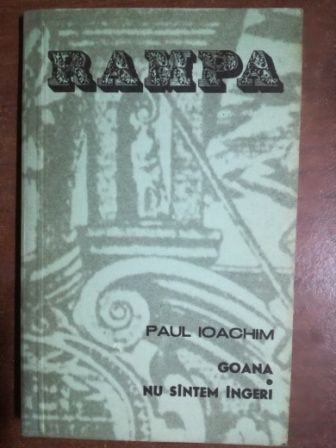 RAMPA
PAUL IOACHIM
GOANA
•
NU SÎNTEM ÎNGERI